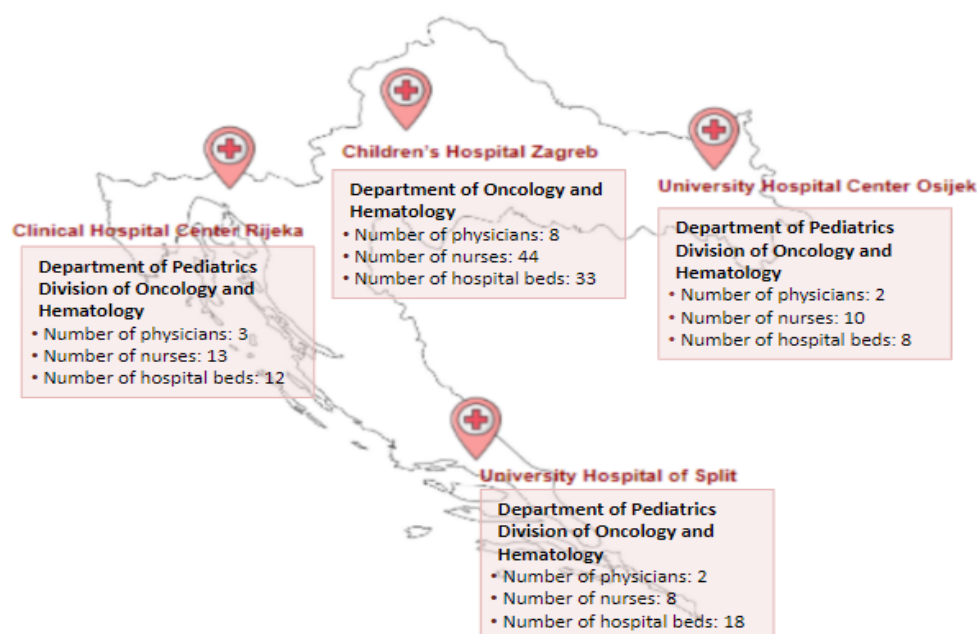 Children's Hospital Zagreb
Department of Oncology and
Hematology
• Number of physicians: 8
• Number of nurses: 44
• Number of hospital beds: 33
University Hospital Center Osijek
Department of Pediatrics
Division of Oncology and
Hematology
• Number of physicians: 2
• Number of nurses: 10
• Number of hospital beds: 8
Clinical Hospital Center Rijeka
Department of Pediatrics
Division of Oncology and
Hematology
• Number of physicians: 3
• Number of nurses: 13
• Number of hospital beds: 12
University Hospital of Split
Department of Pediatrics
Division of Oncology and
Hematology
• Number of physicians: 2
• Number of nurses: 8
• Number of hospital beds: 18